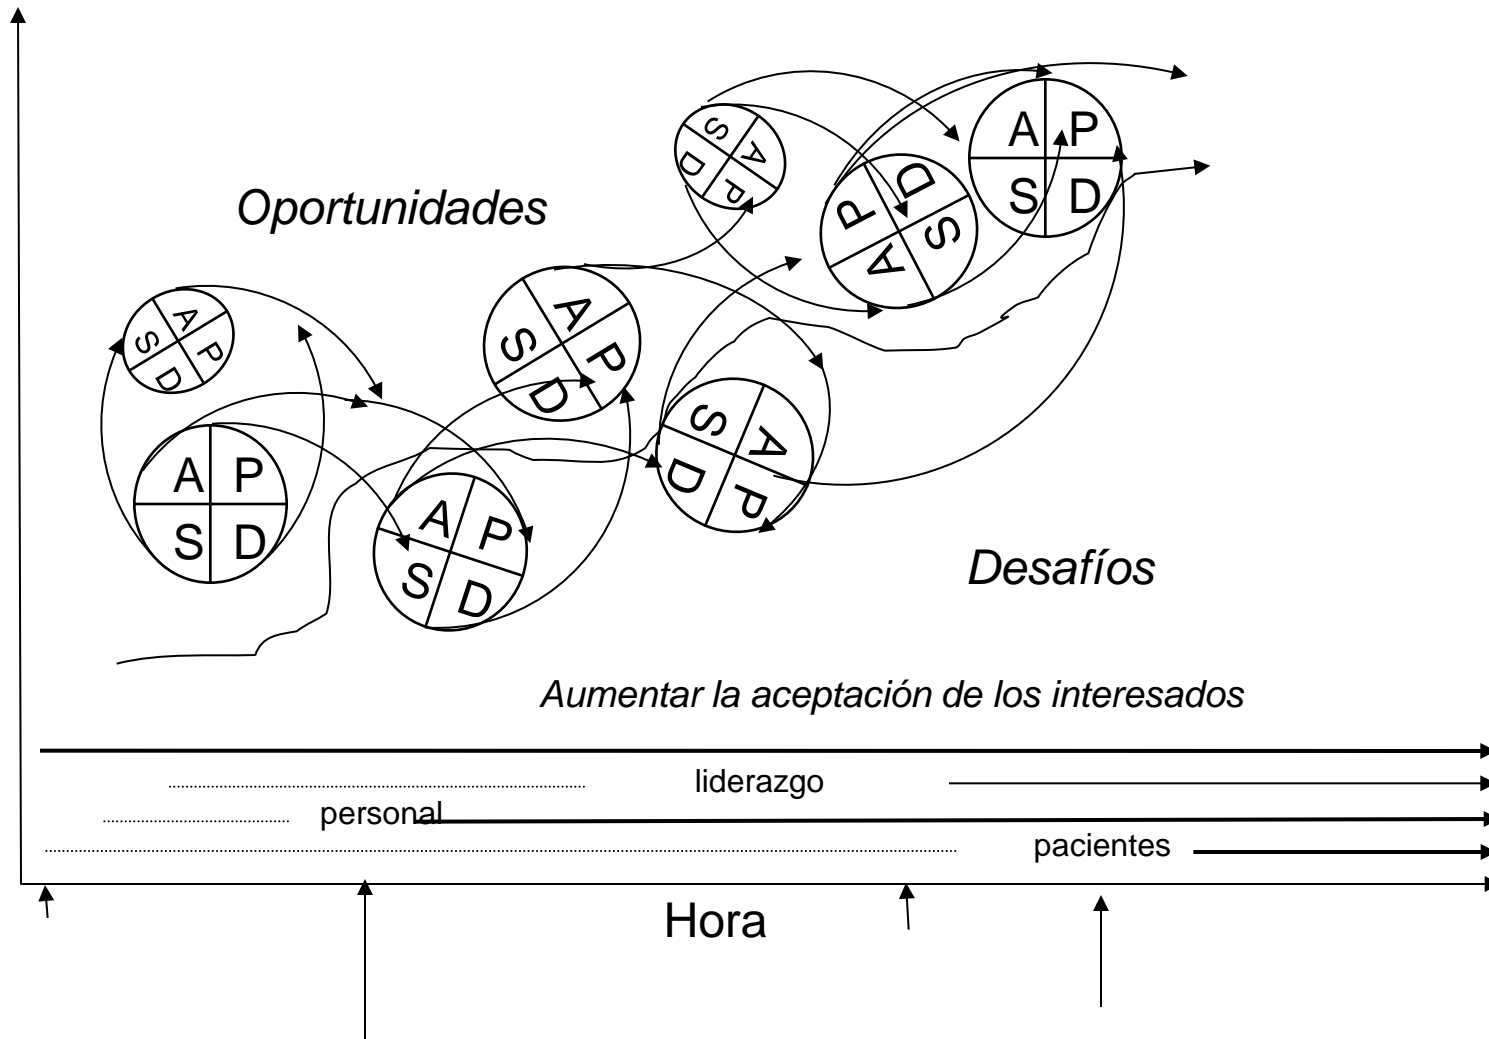 Oportunidades
S A
D P
P D
A S
A P
S D
A P
S D
A P
S D
S A
D P
A P
S D
A P
S D
Desafíos
Aumentar la aceptación de los interesados
liderazgo
personal
pacientes
Hora